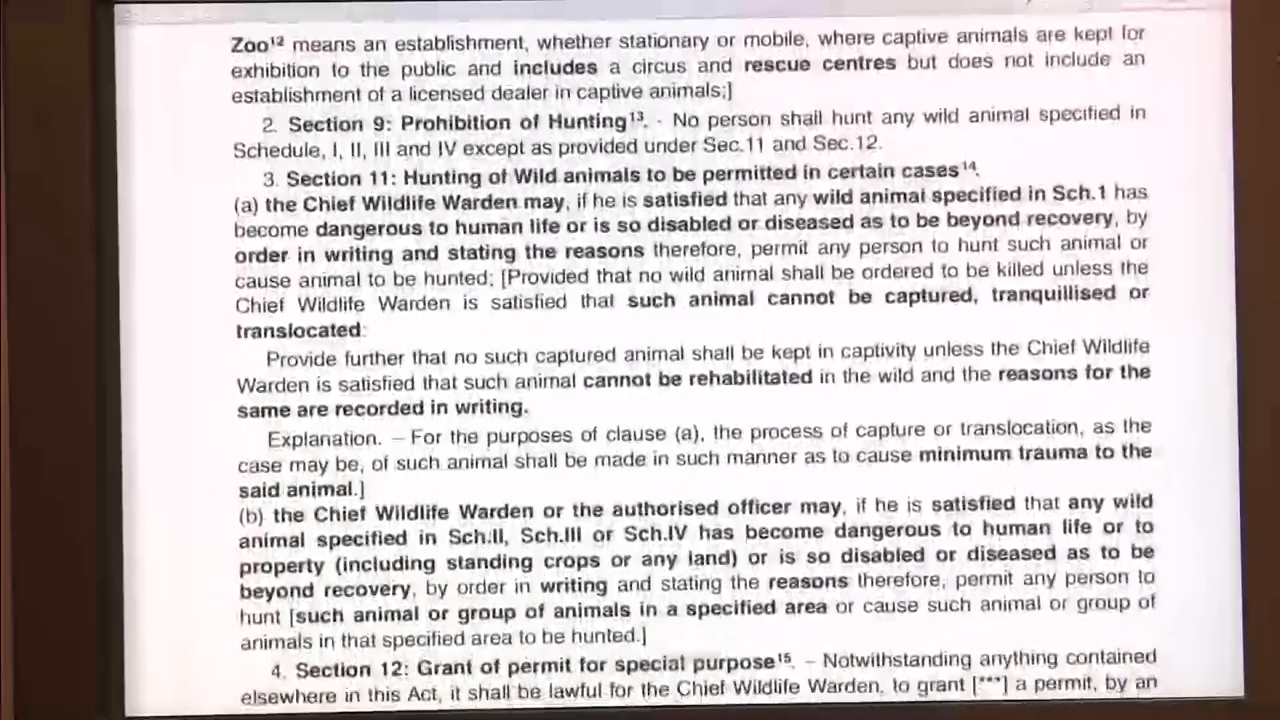 Zoo¹² means an establishment, whether stationary or mobile, where captive animals are kept for
exhibition to the public and includes a circus and rescue centres but does not include an
establishment of a licensed dealer in captive animals;]
2. Section 9: Prohibition of Hunting¹³. - No person shall hunt any wild animal specified in
Schedule, I, II, III and IV except as provided under Sec.11 and Sec.12.
3. Section 11: Hunting of Wild animals to be permitted in certain cases¹⁴.
(a) the Chief Wildlife Warden may, if he is satisfied that any wild animal specified in Sch.1 has
become dangerous to human life or is so disabled or diseased as to be beyond recovery, by
order in writing and stating the reasons therefore, permit any person to hunt such animal or
cause animal to be hunted; [Provided that no wild animal shall be ordered to be killed unless the
Chief Wildlife Warden is satisfied that such animal cannot be captured, tranquillised or
translocated:
Provide further that no such captured animal shall be kept in captivity unless the Chief Wildlife
Warden is satisfied that such animal cannot be rehabilitated in the wild and the reasons for the
same are recorded in writing.
Explanation. – For the purposes of clause (a), the process of capture or translocation, as the
case may be, of such animal shall be made in such manner as to cause minimum trauma to the
said animal.]
(b) the Chief Wildlife Warden or the authorised officer may, if he is satisfied that any wild
animal specified in Sch.II, Sch.III or Sch.IV has become dangerous to human life or to
property (including standing crops or any land) or is so disabled or diseased as to be
beyond recovery, by order in writing and stating the reasons therefore, permit any person to
hunt [such animal or group of animals in a specified area or cause such animal or group of
animals in that specified area to be hunted.]
4. Section 12: Grant of permit for special purpose¹⁵. – Notwithstanding anything contained
elsewhere in this Act, it shall be lawful for the Chief Wildlife Warden, to grant [***] a permit, by an